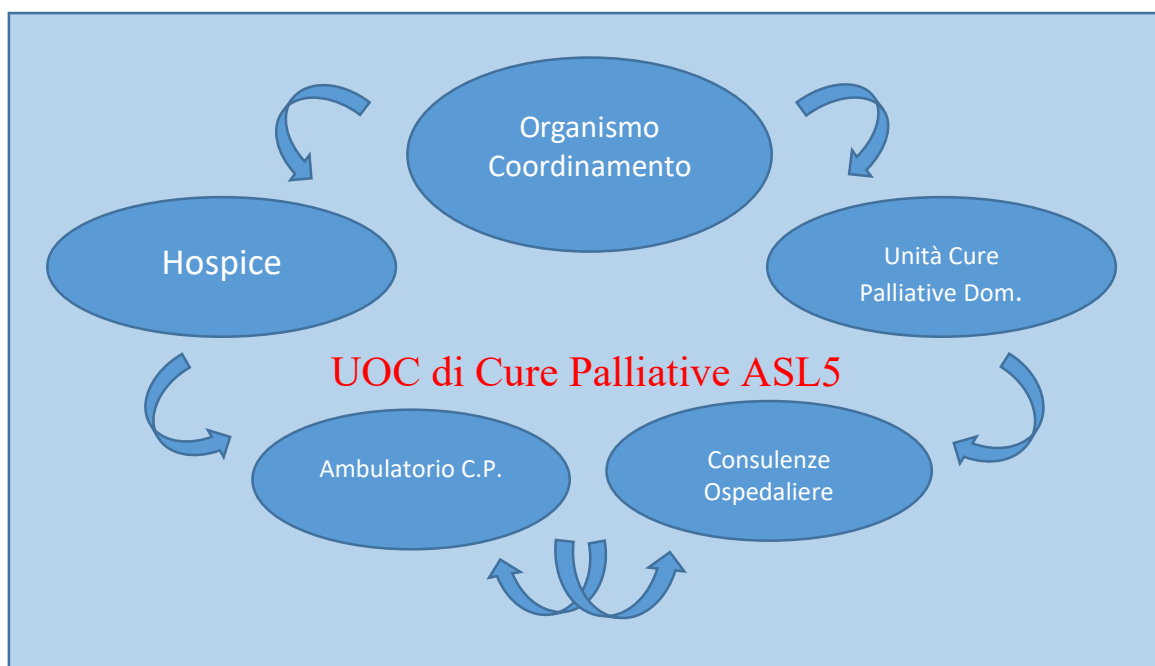 Organismo
Coordinamento
Hospice
Unità Cure
Palliative Dom.
UOC di Cure Palliative ASL5
Ambulatorio C.P.
Consulenze
Ospedaliere